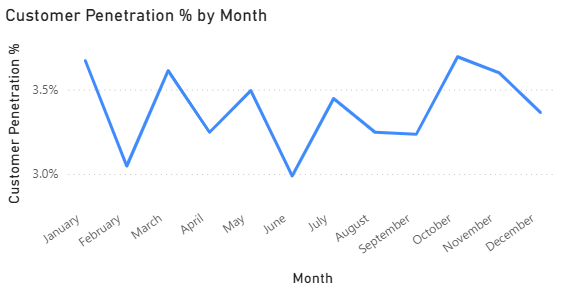 Customer Penetration % by Month
Customer Penetration %
3.5%
3.0%
January
February
March
April
May
June
July
August
September
October
November
December
Month